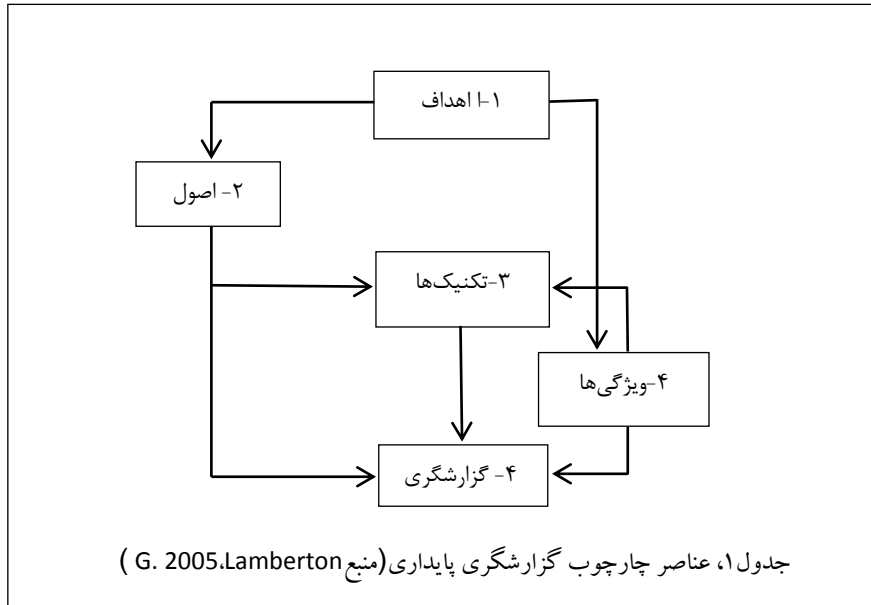 ۱-ا اهداف
۲- اصول
۳-تکنیک‌ها
۴-ویژگی‌ها
۴- گزارشگری
جدول۱، عناصر چارچوب گزارشگری پایداری(منبع G. 2005،Lamberton )